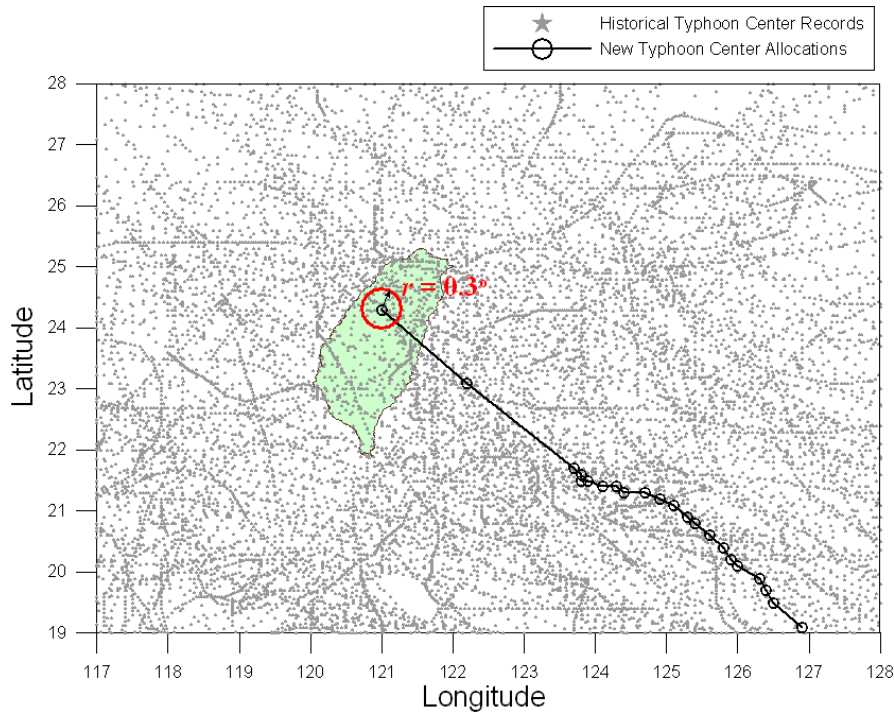 Historical Typhoon Center Records
New Typhoon Center Allocations
28
27
26
25
24
23
22
21
20
19
Latitude
r = 0.3°
117 118 119 120 121 122 123 124 125 126 127 128
Longitude